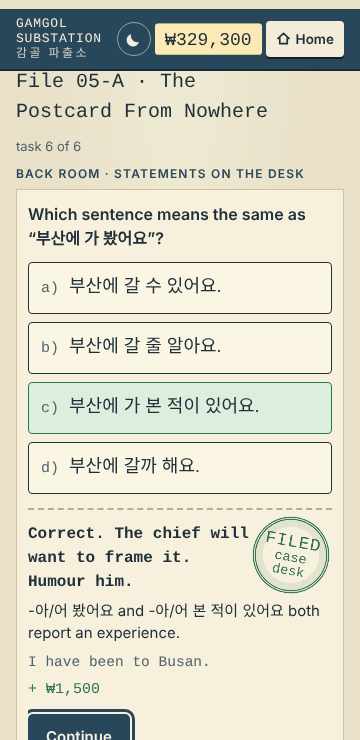 GAMGOL
SUBSTATION
감골 파출소
₩329,300
Home
File 05-A · The
Postcard From Nowhere
task 6 of 6
BACK ROOM · STATEMENTS ON THE DESK
Which sentence means the same as
“부산에 가 봤어요”?
a) 부산에 갈 수 있어요.
b) 부산에 갈 줄 알아요.
c) 부산에 가 본 적이 있어요.
d) 부산에 갈까 해요.
Correct. The chief will
want to frame it.
Humour him.
FILED
case
desk
-아/어 봤어요 and -아/어 본 적이 있어요 both
report an experience.
I have been to Busan.
+ ₩1,500
Continue